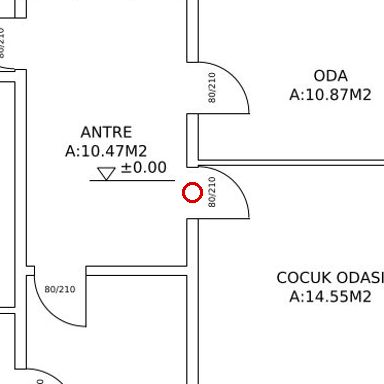 80/210
80/210
ODA
A:10.87M2
ANTRE
A:10.47M2
±0.00
80/210
80/210
COCUK ODASI
A:14.55M2